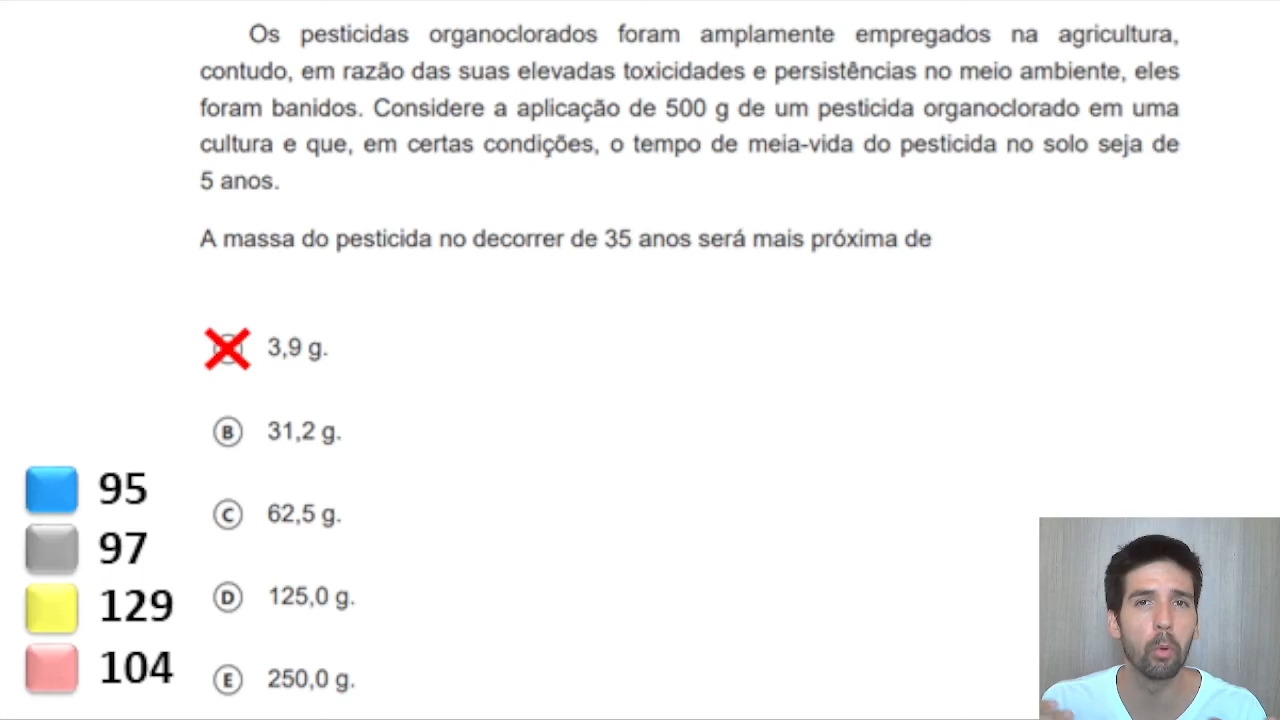 Os pesticidas organoclorados foram amplamente empregados na agricultura,
contudo, em razão das suas elevadas toxicidades e persistências no meio ambiente, eles
foram banidos. Considere a aplicação de 500 g de um pesticida organoclorado em uma
cultura e que, em certas condições, o tempo de meia-vida do pesticida no solo seja de
5 anos.
A massa do pesticida no decorrer de 35 anos será mais próxima de
3,9 g.
B 31,2 g.
C 62,5 g.
D 125,0 g.
E 250,0 g.
95
97
129
104